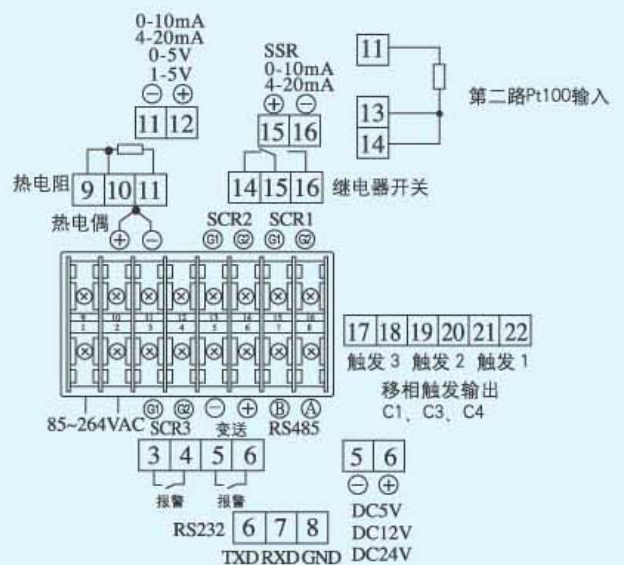 0-10mA
4-20mA
0-5V
1-5V
⊖ ⊕
11 12
SSR
0-10mA
4-20mA
⊕ ⊖
15 16
11
13
14
第二路Pt100输入
热电阻 9 10 11
14 15 16 继电器开关
热电偶
⊕ ⊖
SCR2 SCR1
G1 G2 G1 G2
9 10 11 12 13 14 15 16
1 2 3 4 5 6 7 8
17 18 19 20 21 22
触发 3 触发 2 触发 1
移相触发输出
C1、C3、C4
G1 G2 ⊖ ⊕ B A
85~264VAC SCR3 变送 RS485
3 4 5 6
报警 报警
5 6
⊖ ⊕
DC5V
DC12V
DC24V
RS232 6 7 8
TXD RXD GND